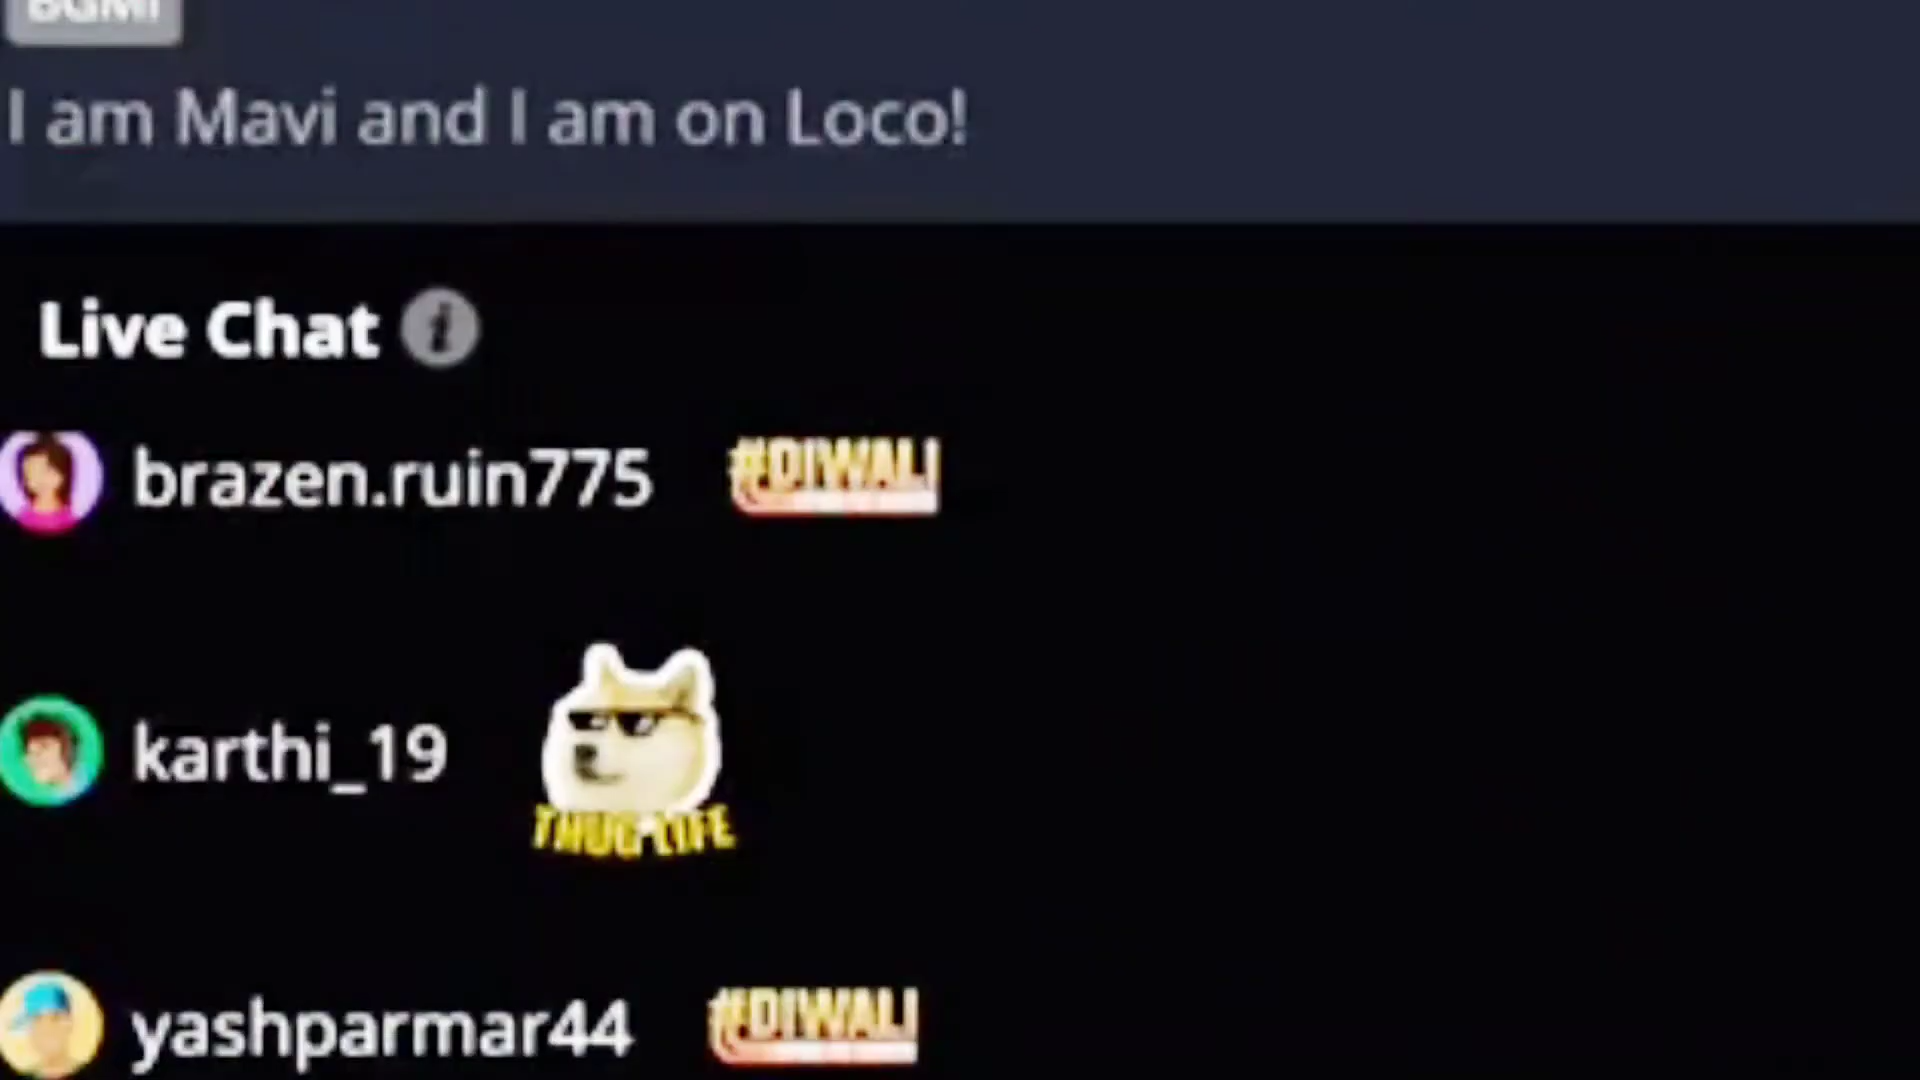 BGMI
I am Mavi and I am on Loco!
Live Chat i
brazen.ruin775 #DIWALI
karthi_19
THUG LIFE
yashparmar44 #DIWALI